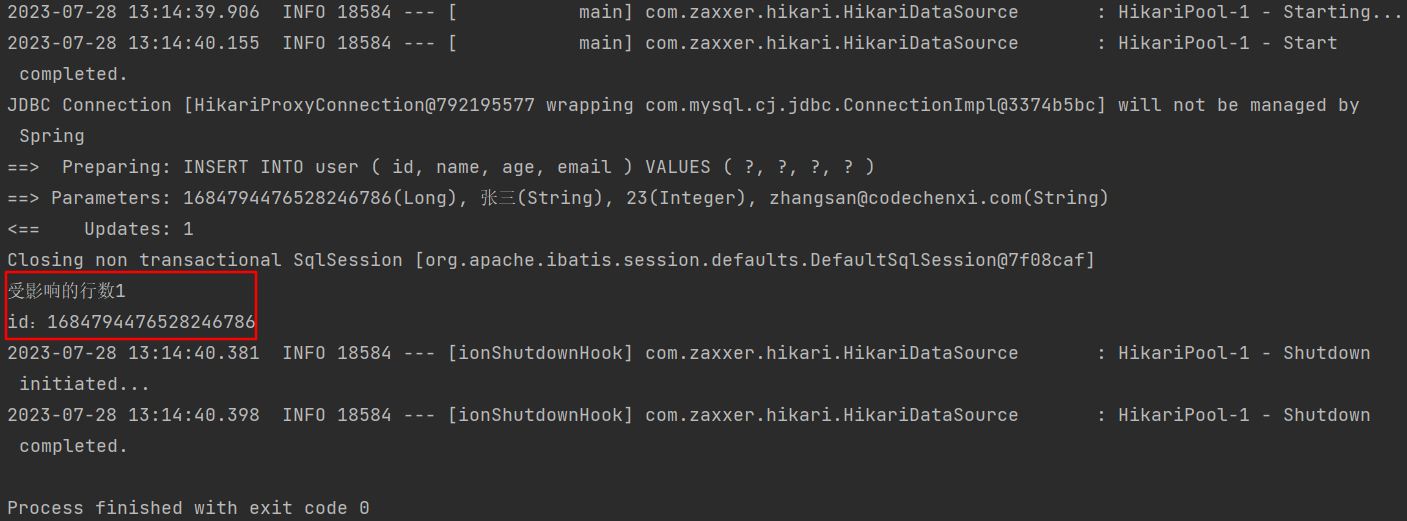 2023-07-28 13:14:39.906  INFO 18584 --- [           main] com.zaxxer.hikari.HikariDataSource       : HikariPool-1 - Starting...
2023-07-28 13:14:40.155  INFO 18584 --- [           main] com.zaxxer.hikari.HikariDataSource       : HikariPool-1 - Start
 completed.
JDBC Connection [HikariProxyConnection@792195577 wrapping com.mysql.cj.jdbc.ConnectionImpl@3374b5bc] will not be managed by
 Spring
==>  Preparing: INSERT INTO user ( id, name, age, email ) VALUES ( ?, ?, ?, ? )
==> Parameters: 1684794476528246786(Long), 张三(String), 23(Integer), zhangsan@codechenxi.com(String)
<==    Updates: 1
Closing non transactional SqlSession [org.apache.ibatis.session.defaults.DefaultSqlSession@7f08caf]
受影响的行数1
id：1684794476528246786
2023-07-28 13:14:40.381  INFO 18584 --- [ionShutdownHook] com.zaxxer.hikari.HikariDataSource       : HikariPool-1 - Shutdown
 initiated...
2023-07-28 13:14:40.398  INFO 18584 --- [ionShutdownHook] com.zaxxer.hikari.HikariDataSource       : HikariPool-1 - Shutdown
 completed.
Process finished with exit code 0